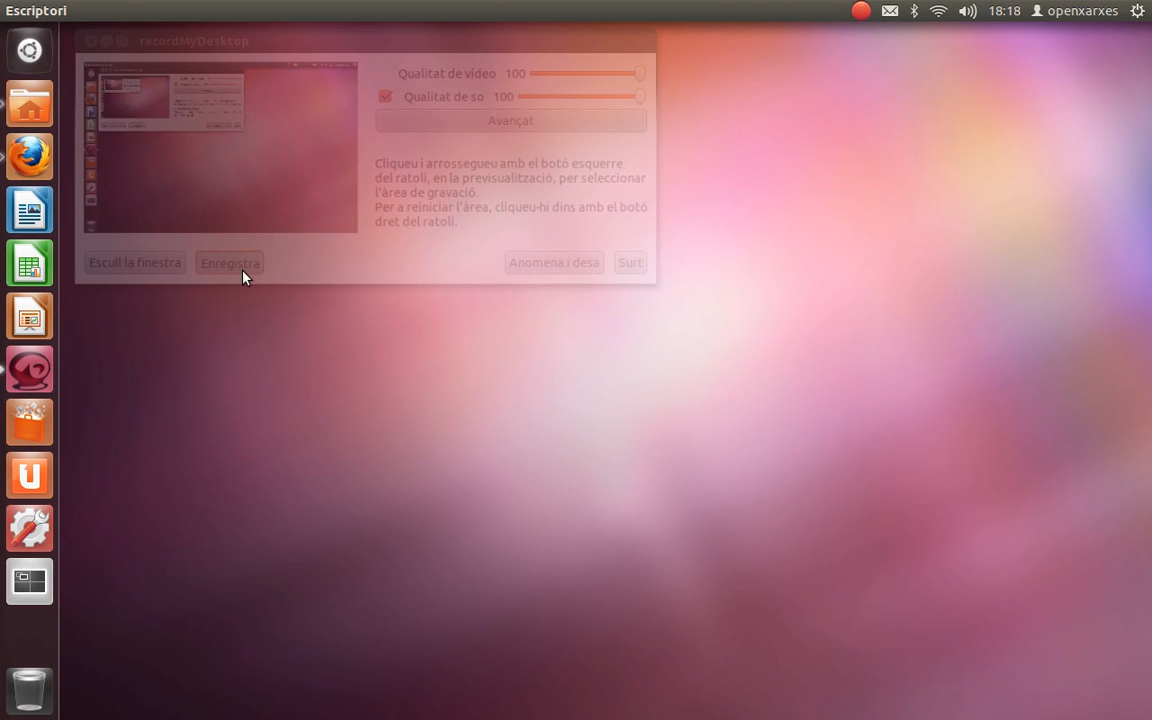 Escriptori
18:18
openxarxes
recordMyDesktop
Qualitat de vídeo 100
Qualitat de so 100
Avançat
Cliqueu i arrossegueu amb el botó esquerre
del ratolí, en la previsualització, per seleccionar
l'àrea de gravació.
Per a reiniciar l'àrea, cliqueu-hi dins amb el botó
dret del ratolí.
Escull la finestra
Enregistra
Anomena i desa
Surt